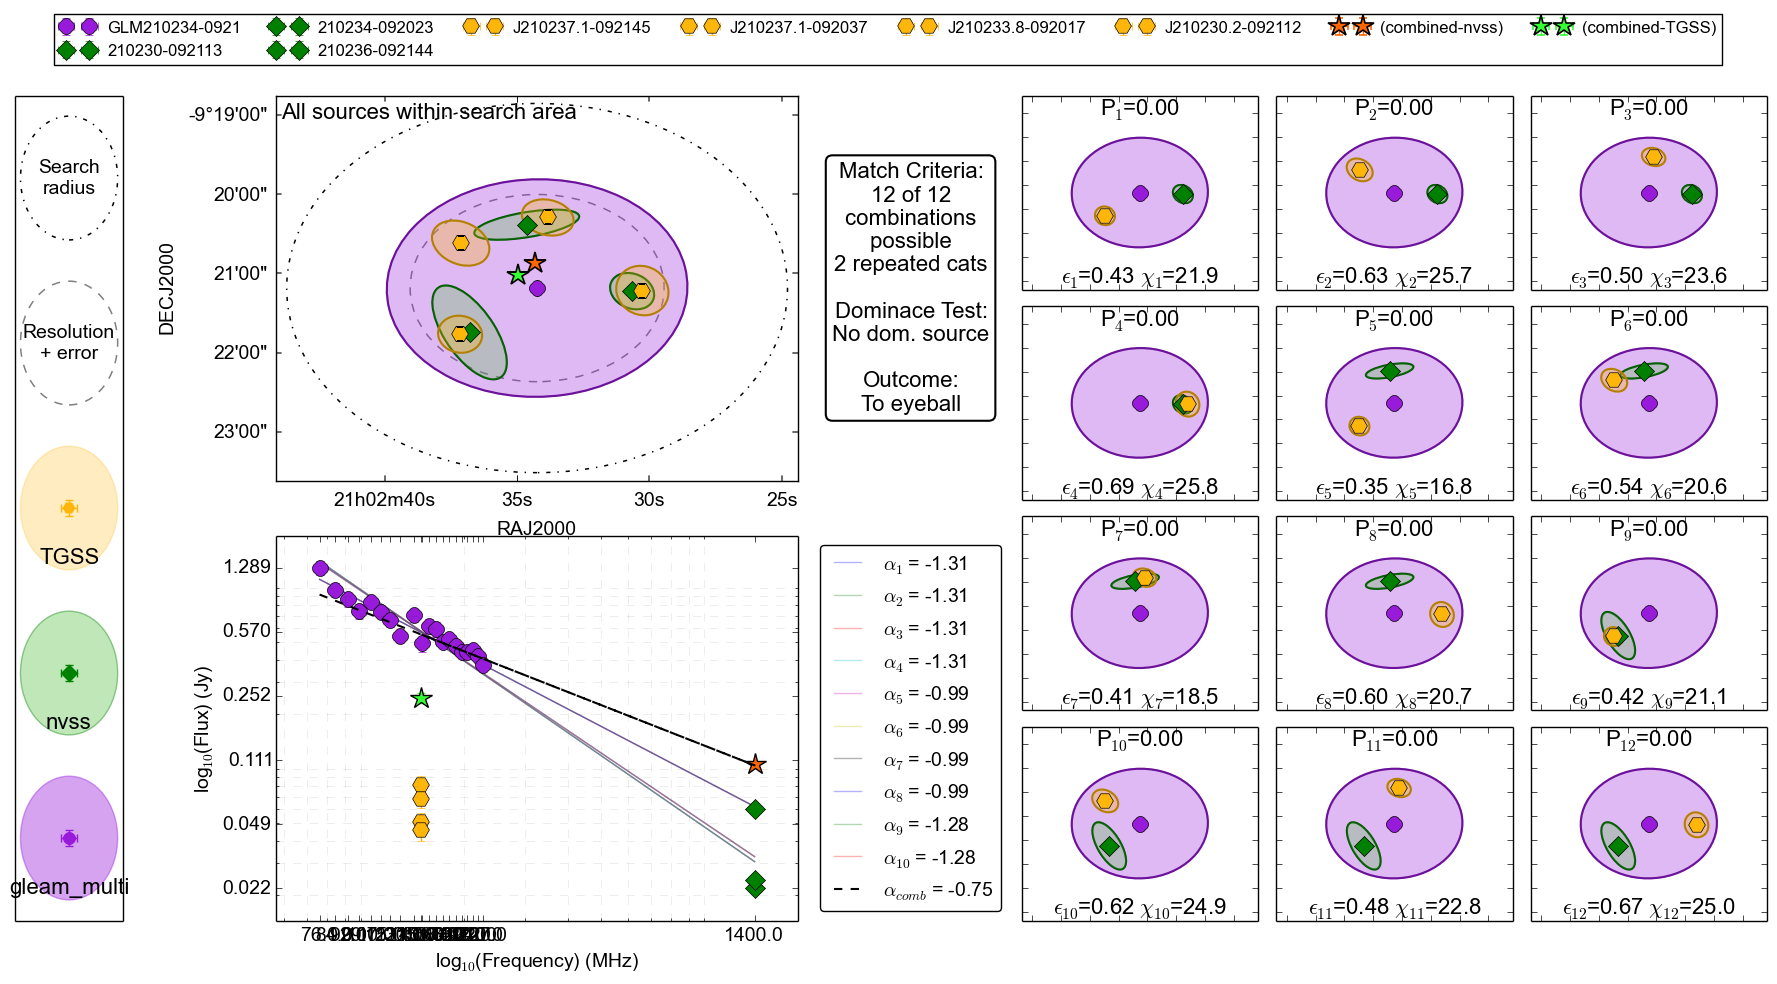 GLM210234-0921 210234-092023 J210237.1-092145 J210237.1-092037 J210233.8-092017 J210230.2-092112 (combined-nvss) (combined-TGSS)
210230-092113 210236-092144
Search
radius
Resolution
+ error
TGSS
nvss
gleam_multi
All sources within search area
DECJ2000
-9°19'00"
20'00"
21'00"
22'00"
23'00"
21h02m40s 35s 30s 25s
RAJ2000
Match Criteria:
12 of 12
combinations
possible
2 repeated cats
Dominace Test:
No dom. source
Outcome:
To eyeball
log10(Flux) (Jy)
1.289
0.570
0.252
0.111
0.049
0.022
1400.0
log10(Frequency) (MHz)
α1 = -1.31
α2 = -1.31
α3 = -1.31
α4 = -1.31
α5 = -0.99
α6 = -0.99
α7 = -0.99
α8 = -0.99
α9 = -1.28
α10 = -1.28
αcomb = -0.75
P1=0.00
ϵ1=0.43 χ1=21.9
P2=0.00
ϵ2=0.63 χ2=25.7
P3=0.00
ϵ3=0.50 χ3=23.6
P4=0.00
ϵ4=0.69 χ4=25.8
P5=0.00
ϵ5=0.35 χ5=16.8
P6=0.00
ϵ6=0.54 χ6=20.6
P7=0.00
ϵ7=0.41 χ7=18.5
P8=0.00
ϵ8=0.60 χ8=20.7
P9=0.00
ϵ9=0.42 χ9=21.1
P10=0.00
ϵ10=0.62 χ10=24.9
P11=0.00
ϵ11=0.48 χ11=22.8
P12=0.00
ϵ12=0.67 χ12=25.0